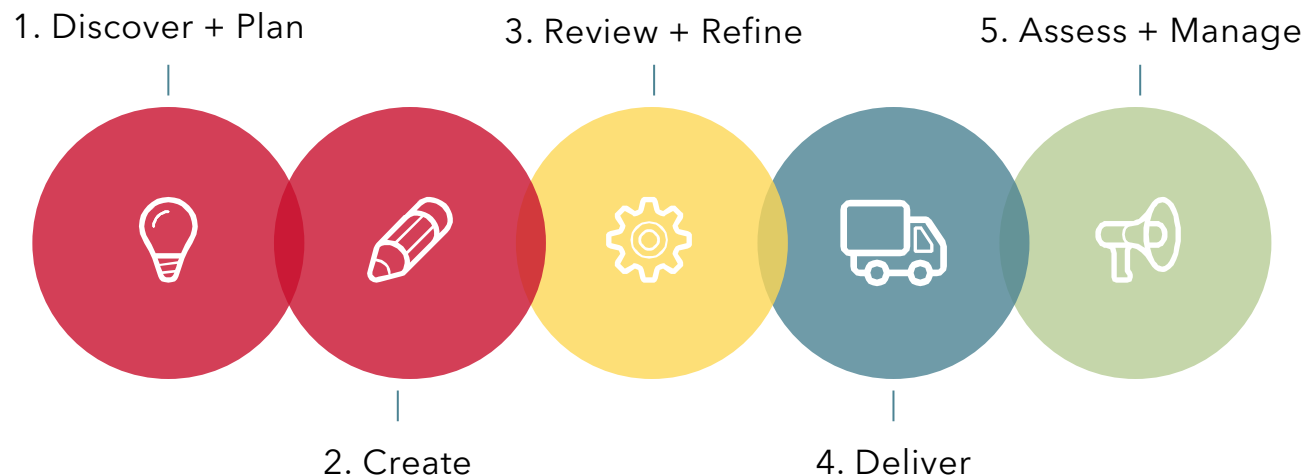 1. Discover + Plan
2. Create
3. Review + Refine
4. Deliver
5. Assess + Manage